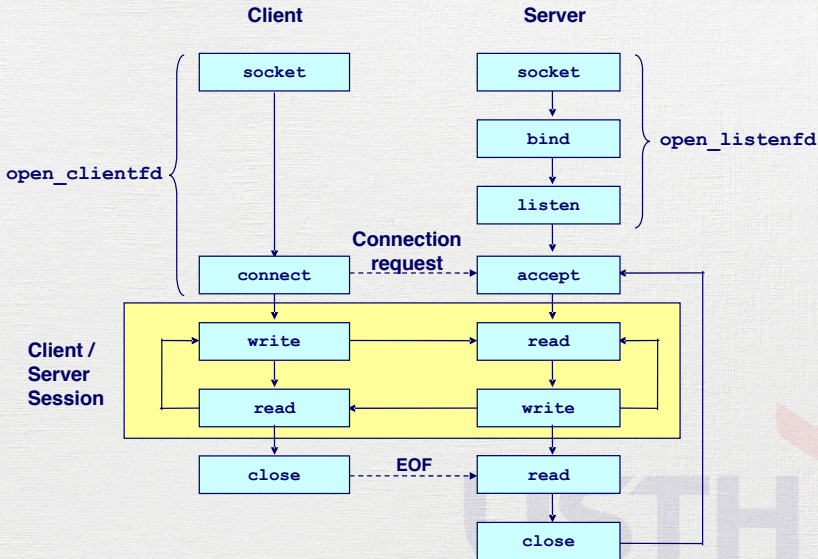 Client
Server
socket
socket
bind
open_listenfd
open_clientfd
listen
Connection
request
connect
accept
Client /
Server
Session
write
read
read
write
close
EOF
read
close
USTH